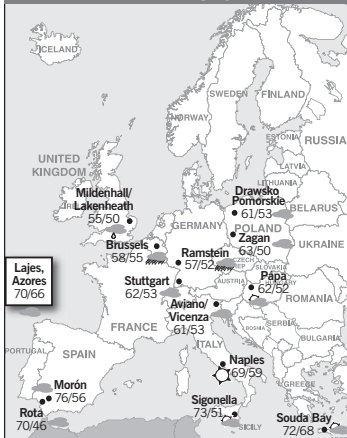 ICELAND
SWEDEN
FINLAND
NORWAY
ESTONIA
RUSSIA
LATVIA
UNITED
KINGDOM
LITHUANIA
Mildenhall/
Lakenheath
55/50
Drawsko
Pomorskie
61/53
BELARUS
GERMANY
POLAND
Zagan
63/50
UKRAINE
Brussels
58/55
Ramstein
57/52
CZECH
REP
SLOVAKIA
Lajes,
Azores
70/66
Stuttgart
62/53
AUSTRIA
Pápa
62/52
HUNGARY
ROMANIA
Aviano/
Vicenza
61/53
FRANCE
BOSNIA
SERBIA
BULGARIA
ITALY
PORTUGAL
SPAIN
Naples
69/59
Morón
76/56
GREECE
Rota
70/46
Sigonella
73/51
SICILY
Souda Bay
72/68